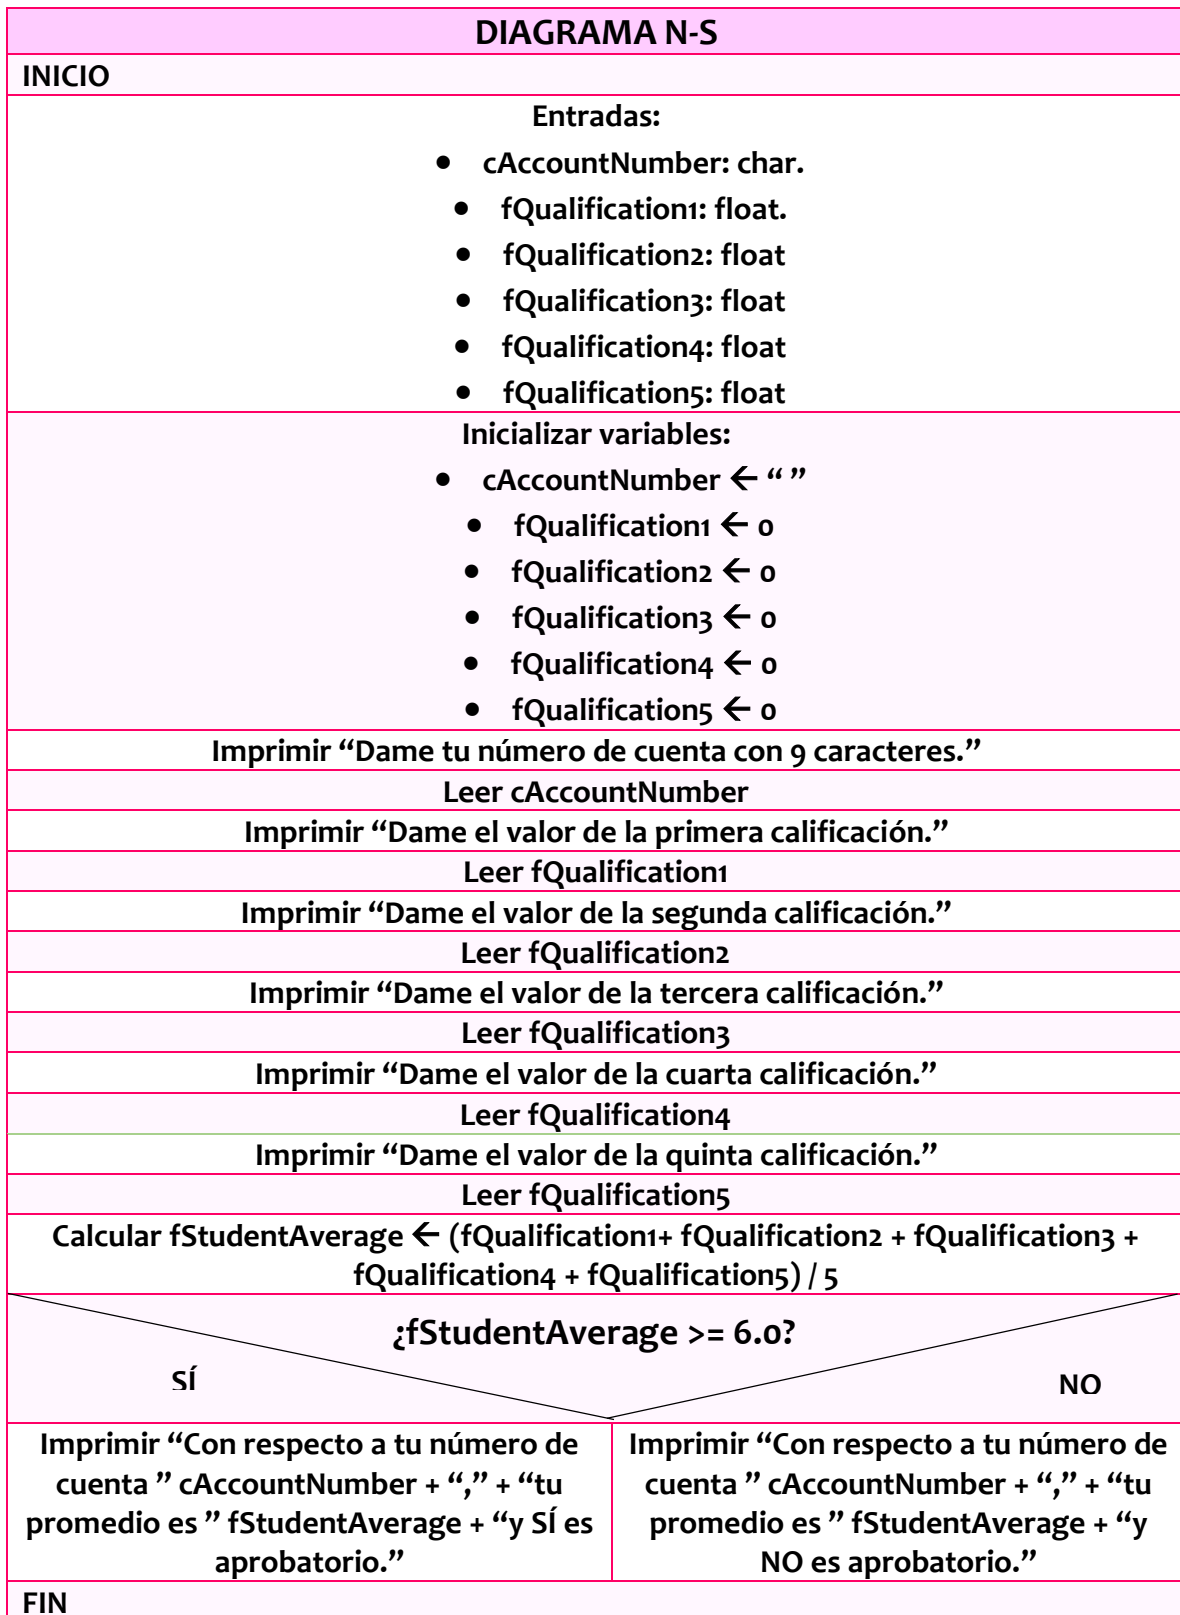 DIAGRAMA N-S
INICIO
Entradas:
• cAccountNumber: char.
• fQualification1: float.
• fQualification2: float
• fQualification3: float
• fQualification4: float
• fQualification5: float
Inicializar variables:
• cAccountNumber ← “ ”
• fQualification1 ← 0
• fQualification2 ← 0
• fQualification3 ← 0
• fQualification4 ← 0
• fQualification5 ← 0
Imprimir “Dame tu número de cuenta con 9 caracteres.”
Leer cAccountNumber
Imprimir “Dame el valor de la primera calificación.”
Leer fQualification1
Imprimir “Dame el valor de la segunda calificación.”
Leer fQualification2
Imprimir “Dame el valor de la tercera calificación.”
Leer fQualification3
Imprimir “Dame el valor de la cuarta calificación.”
Leer fQualification4
Imprimir “Dame el valor de la quinta calificación.”
Leer fQualification5
Calcular fStudentAverage ← (fQualification1+ fQualification2 + fQualification3 +
fQualification4 + fQualification5) / 5
¿fStudentAverage >= 6.0?
SÍ
NO
Imprimir “Con respecto a tu número de
cuenta ” cAccountNumber + “,” + “tu
promedio es ” fStudentAverage + “y SÍ es
aprobatorio.”
Imprimir “Con respecto a tu número de
cuenta ” cAccountNumber + “,” + “tu
promedio es ” fStudentAverage + “y
NO es aprobatorio.”
FIN